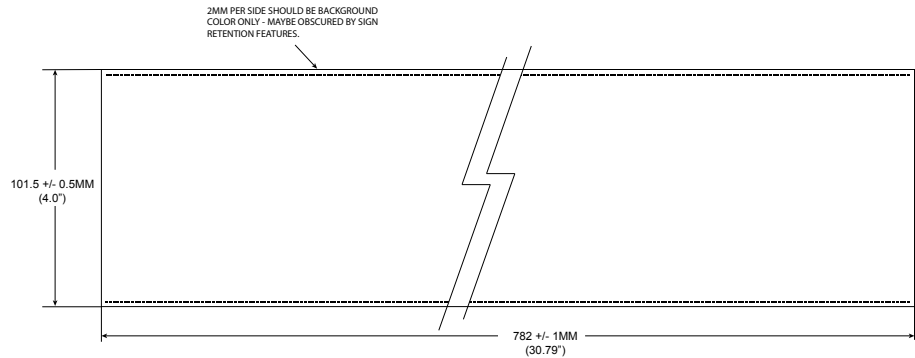 2MM PER SIDE SHOULD BE BACKGROUND
COLOR ONLY - MAYBE OBSCURED BY SIGN
RETENTION FEATURES.
101.5 +/- 0.5MM
(4.0")
782 +/- 1MM
(30.79")